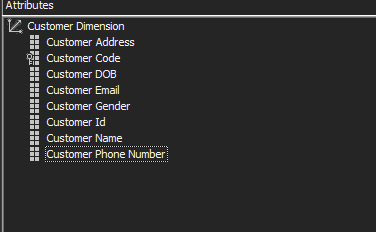 Attributes
Customer Dimension
Customer Address
Customer Code
Customer DOB
Customer Email
Customer Gender
Customer Id
Customer Name
Customer Phone Number